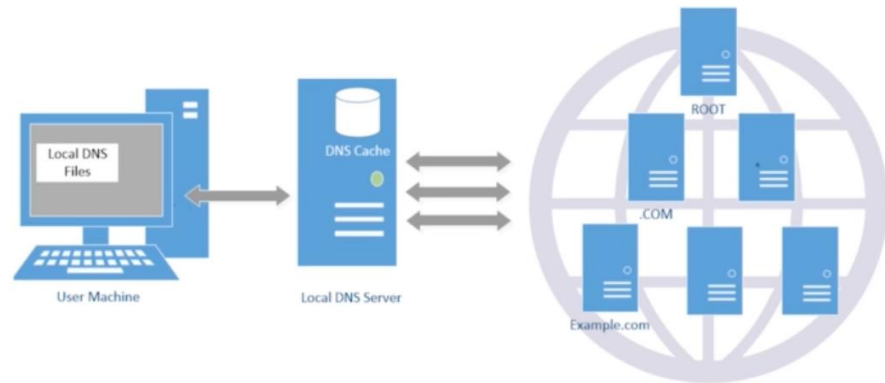 Local DNS
Files
User Machine
DNS Cache
Local DNS Server
ROOT
.COM
Example.com